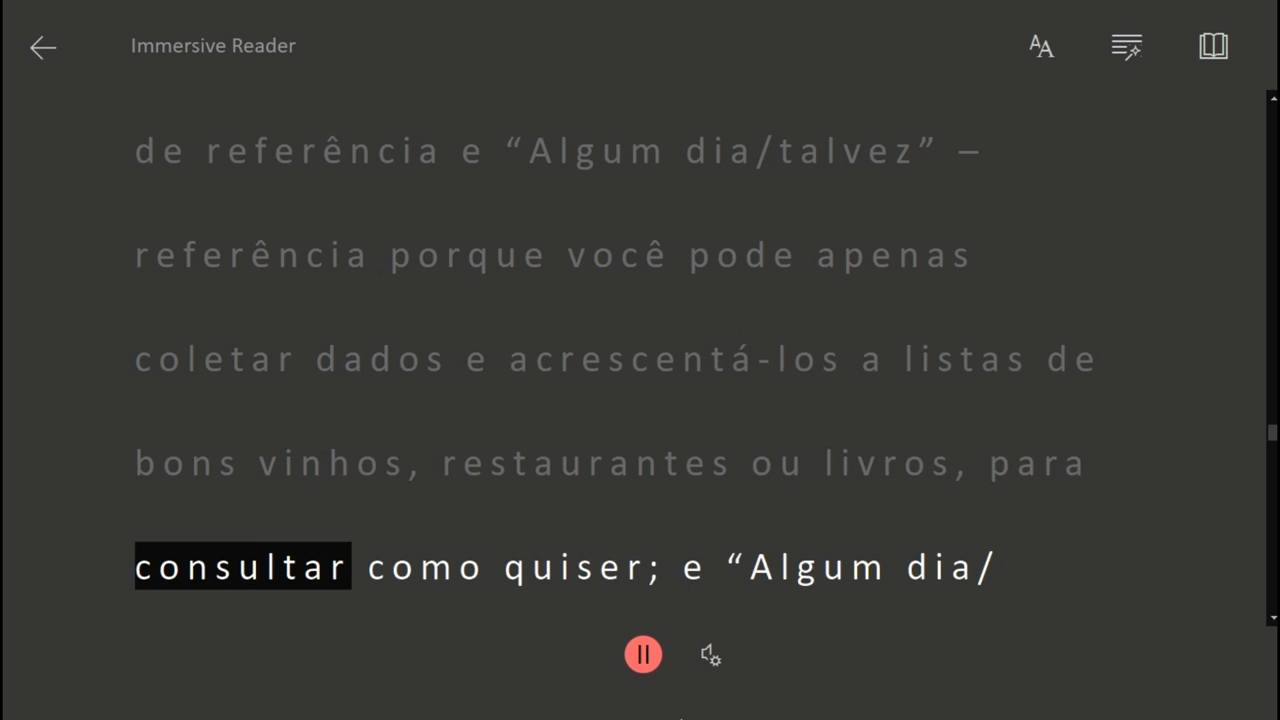 Immersive Reader
de referência e “Algum dia/talvez” –
referência porque você pode apenas
coletar dados e acrescentá-los a listas de
bons vinhos, restaurantes ou livros, para
consultar como quiser; e “Algum dia/